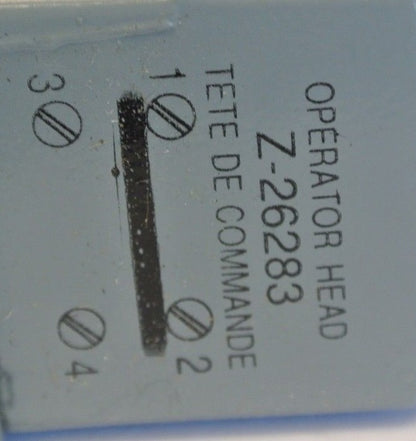 OPERATOR HEAD
Z-26283
TETE DE COMMANDE
1 2
3 4